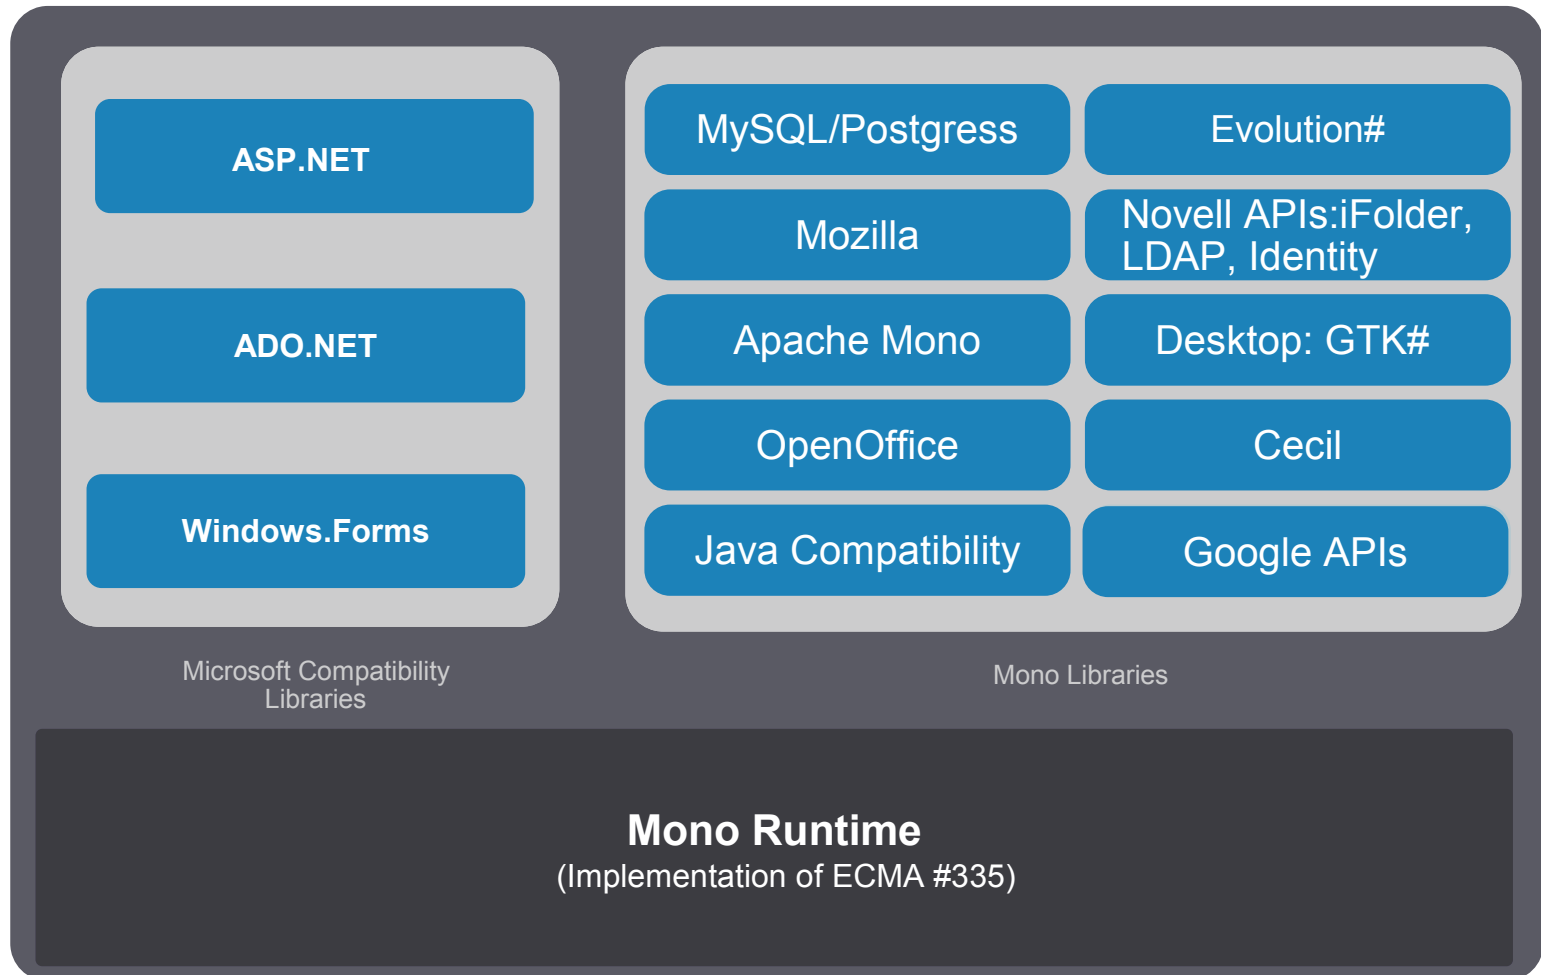 ASP.NET
ADO.NET
Windows.Forms
Microsoft Compatibility
Libraries
MySQL/Postgress
Evolution#
Mozilla
Novell APIs:iFolder,
LDAP, Identity
Apache Mono
Desktop: GTK#
OpenOffice
Cecil
Java Compatibility
Google APIs
Mono Libraries
Mono Runtime
(Implementation of ECMA #335)